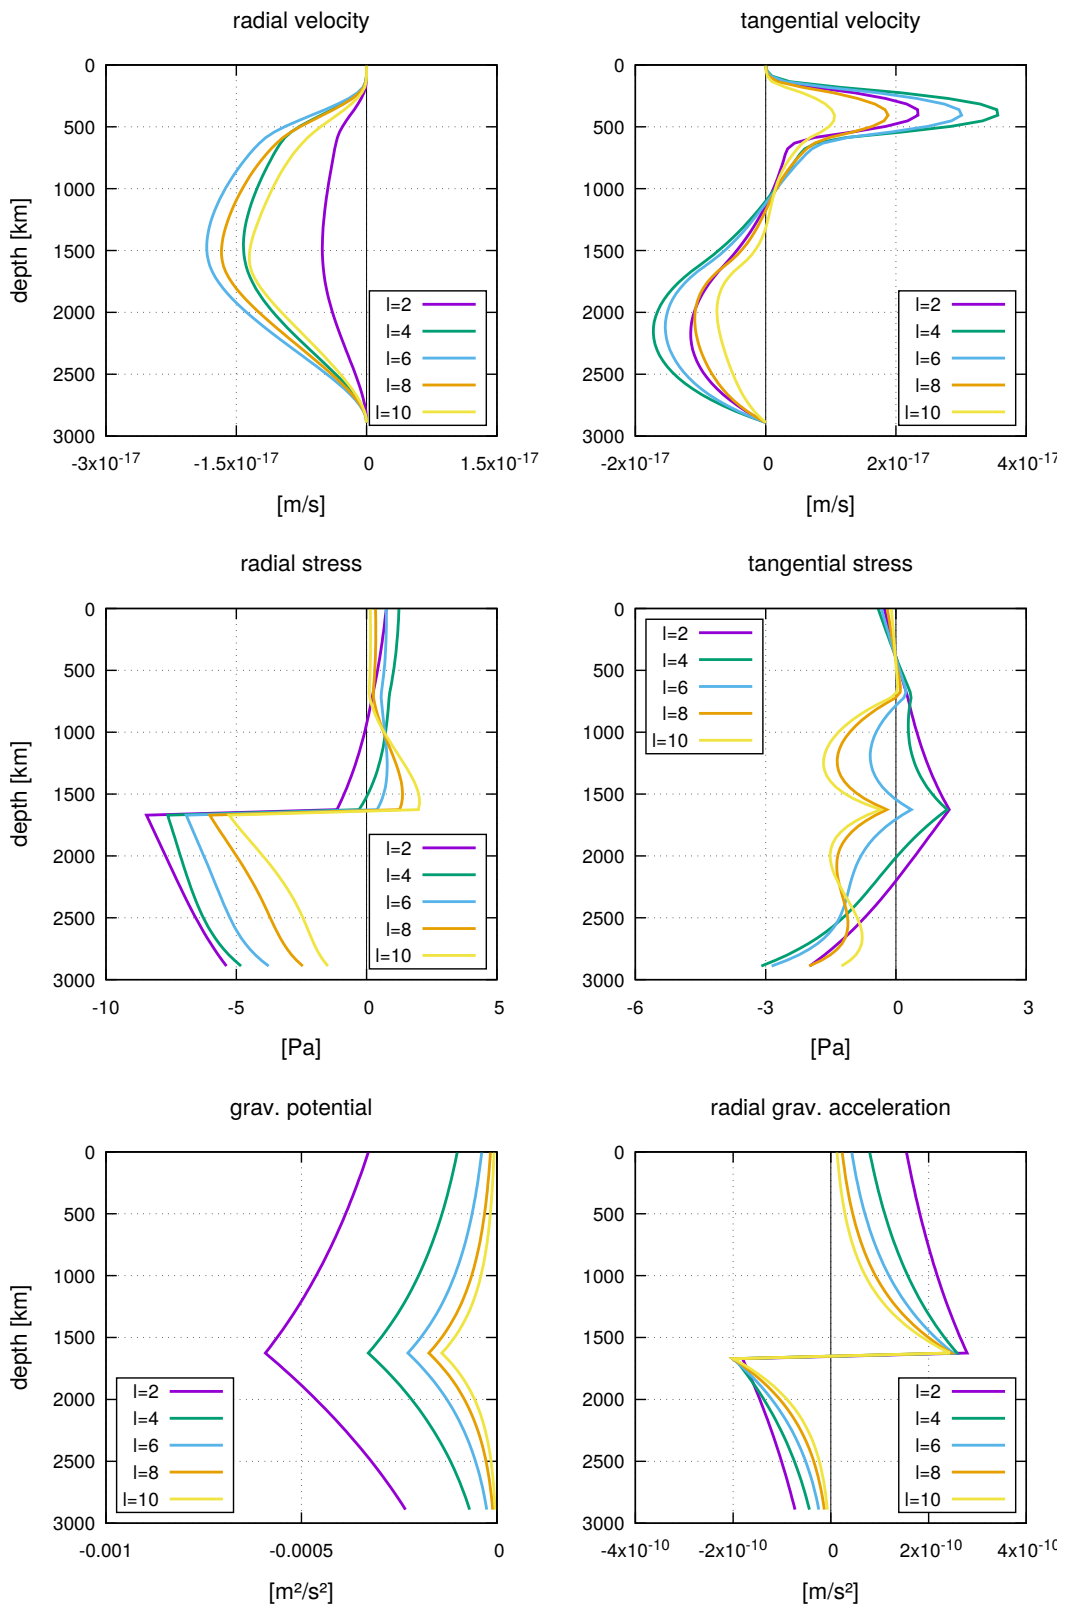 radial velocity
tangential velocity
0
500
1000
1500
2000
2500
3000
depth [km]
l=2
l=4
l=6
l=8
l=10
-3x10-17
-1.5x10-17
0
1.5x10-17
[m/s]
0
500
1000
1500
2000
2500
3000
l=2
l=4
l=6
l=8
l=10
-2x10-17
0
2x10-17
4x10-17
[m/s]
radial stress
tangential stress
0
500
1000
1500
2000
2500
3000
depth [km]
l=2
l=4
l=6
l=8
l=10
-10
-5
0
5
[Pa]
0
500
1000
1500
2000
2500
3000
l=2
l=4
l=6
l=8
l=10
-6
-3
0
3
[Pa]
grav. potential
radial grav. acceleration
0
500
1000
1500
2000
2500
3000
depth [km]
l=2
l=4
l=6
l=8
l=10
-0.001
-0.0005
0
[m²/s²]
0
500
1000
1500
2000
2500
3000
l=2
l=4
l=6
l=8
l=10
-4x10-10
-2x10-10
0
2x10-10
4x10-10
[m/s²]